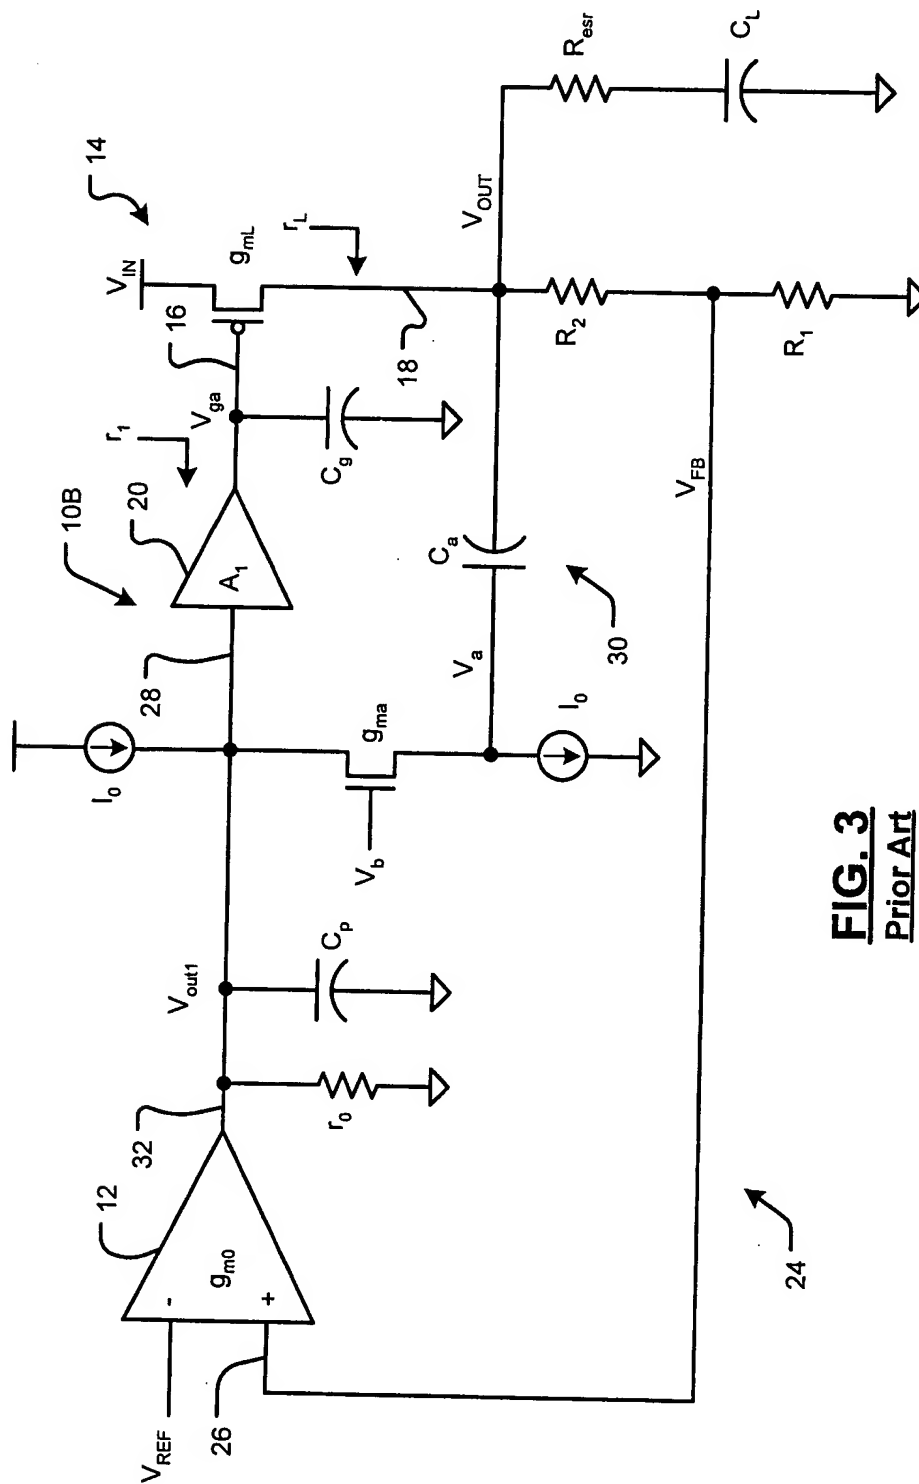 14
V_IN
g_mL
r_L
V_OUT
R_esr
C_L
16
18
R_2
R_1
V_ga
r_1
C_g
V_FB
10B
20
A_1
C_a
30
28
V_a
I_0
g_ma
I_0
V_b
V_out1
C_p
32
r_0
12
g_m0
-
+
24
V_REF
26
FIG. 3
Prior Art